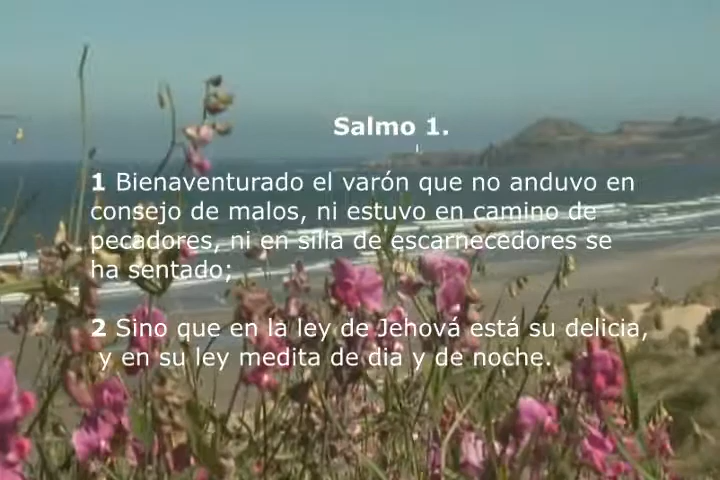 Salmo 1.
1 Bienaventurado el varón que no anduvo en
consejo de malos, ni estuvo en camino de
pecadores, ni en silla de escarnecedores se
ha sentado;
2 Sino que en la ley de Jehová está su delicia,
y en su ley medita de día y de noche.